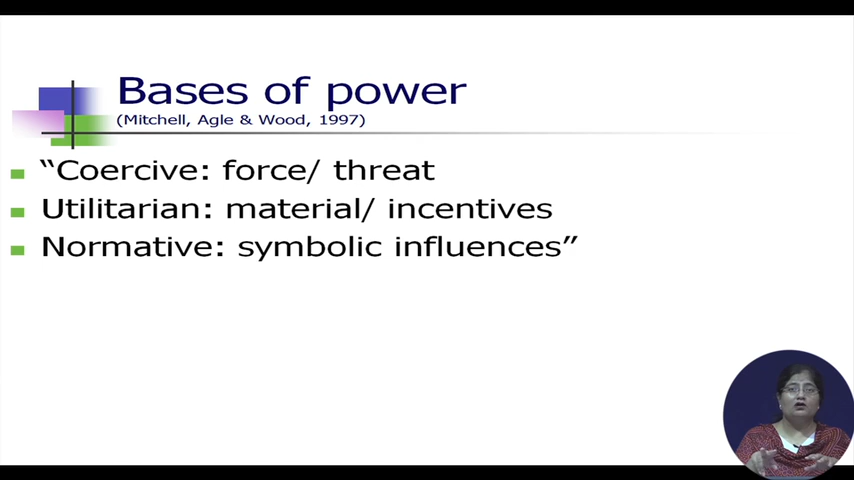 Bases of power
(Mitchell, Agle & Wood, 1997)
“Coercive: force/ threat
Utilitarian: material/ incentives
Normative: symbolic influences”